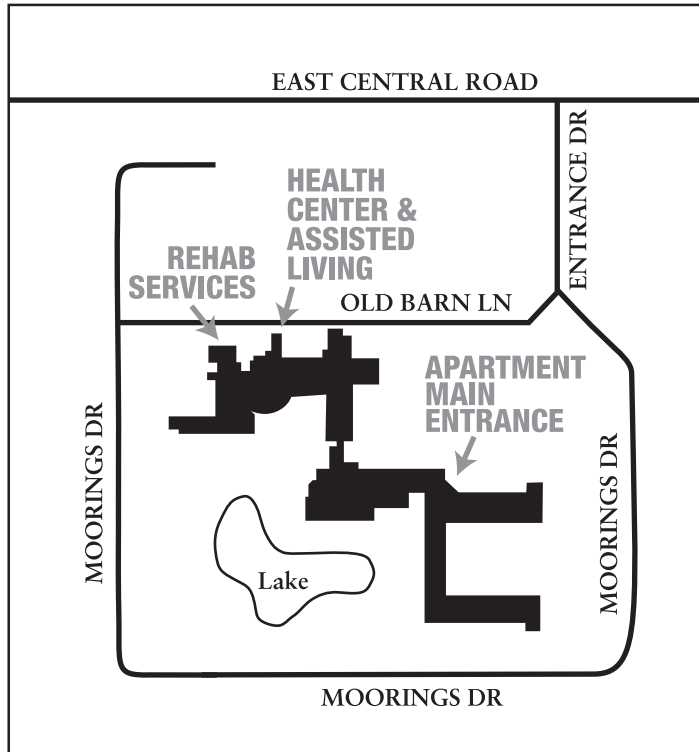 EAST CENTRAL ROAD
ENTRANCE DR
HEALTH
CENTER &
ASSISTED
LIVING
REHAB
SERVICES
OLD BARN LN
APARTMENT
MAIN
ENTRANCE
MOORINGS DR
MOORINGS DR
Lake
MOORINGS DR